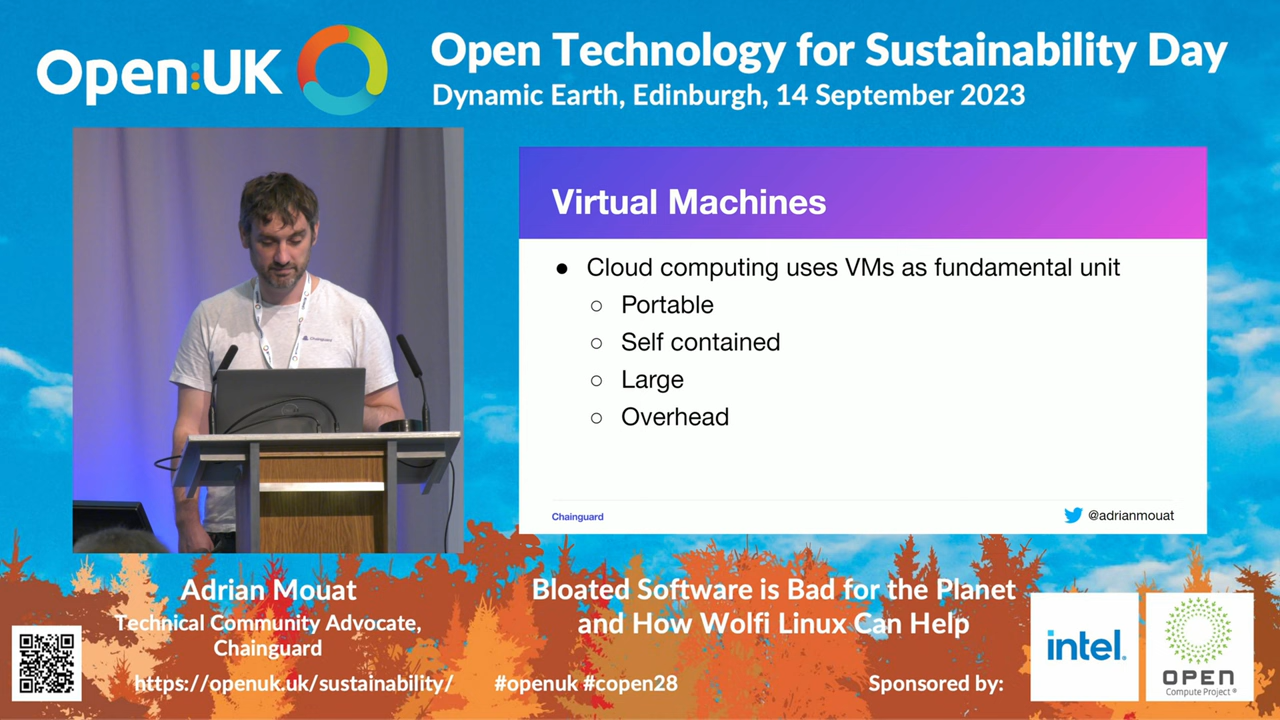 Open:UK
Open Technology for Sustainability Day
Dynamic Earth, Edinburgh, 14 September 2023
Chainguard
Virtual Machines
● Cloud computing uses VMs as fundamental unit
○ Portable
○ Self contained
○ Large
○ Overhead
Chainguard
@adrianmouat
Adrian Mouat
Technical Community Advocate,
Chainguard
Bloated Software is Bad for the Planet
and How Wolfi Linux Can Help
https://openuk.uk/sustainability/
#openuk #copen28
Sponsored by:
intel.
OPEN
Compute Project®